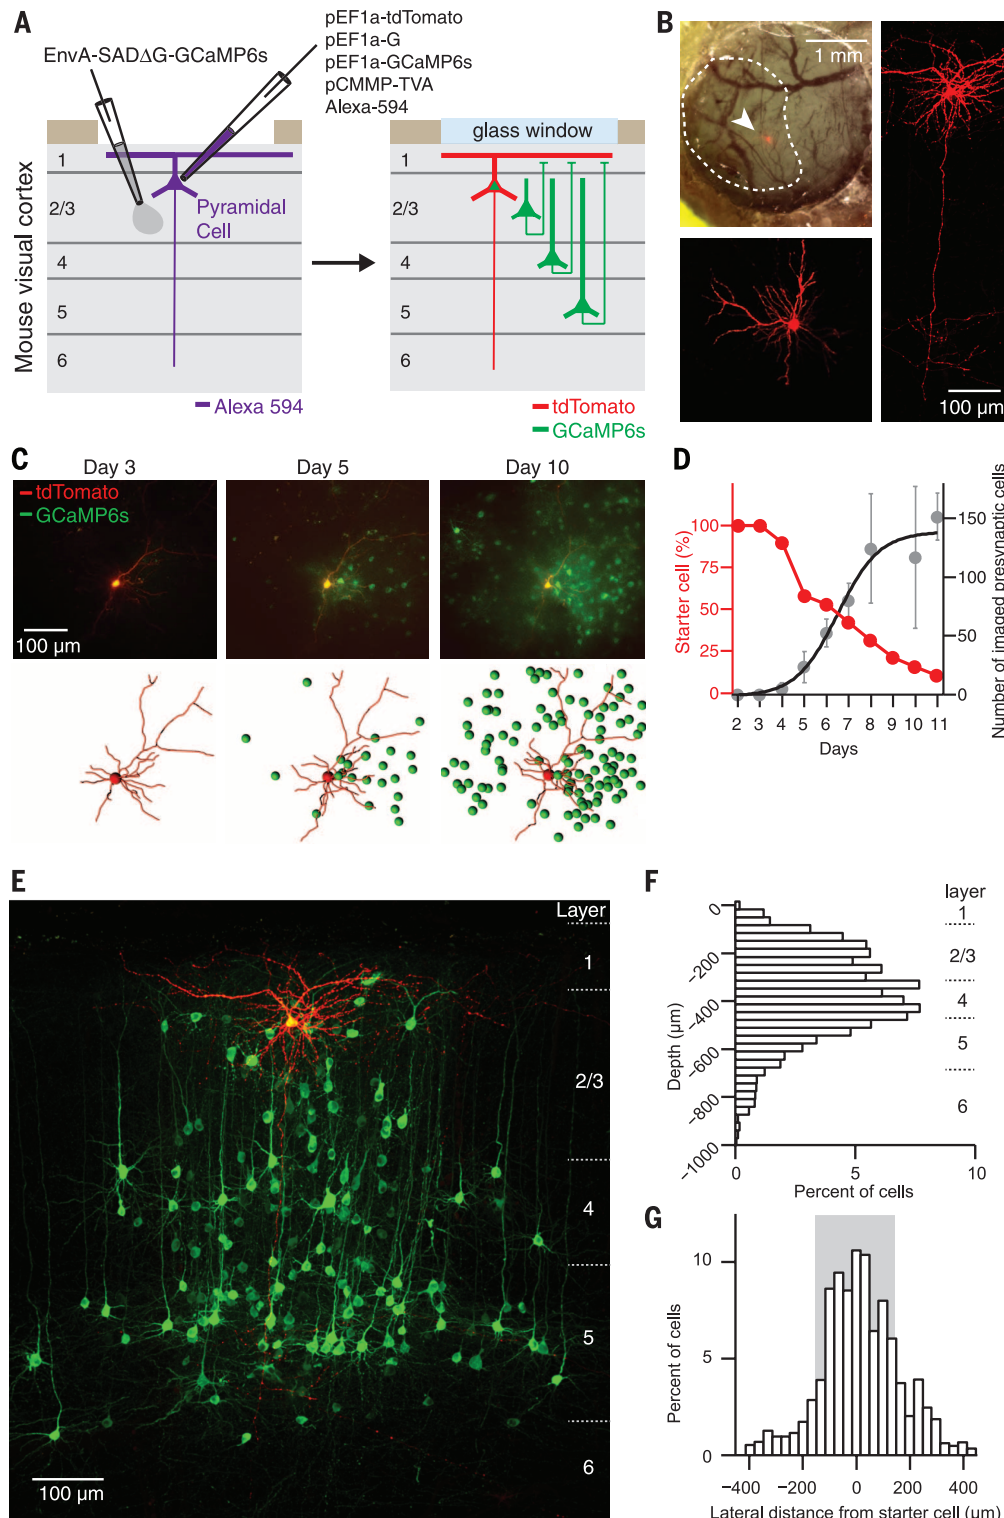 A
EnvA-SADΔG-GCaMP6s
pEF1a-tdTomato
pEF1a-G
pEF1a-GCaMP6s
pCMMP-TVA
Alexa-594
Mouse visual cortex
1
2/3
4
5
6
Pyramidal
Cell
Alexa 594
glass window
1
2/3
4
5
6
tdTomato
GCaMP6s
B
1 mm
100 µm
C
Day 3
Day 5
Day 10
tdTomato
GCaMP6s
100 µm
D
Starter cell (%)
100
75
50
25
0
Number of imaged presynaptic cells
150
100
50
0
2 3 4 5 6 7 8 9 10 11
Days
E
Layer
1
2/3
4
5
6
100 µm
F
layer
1
2/3
4
5
6
Depth (µm)
0
−200
−400
−600
−800
−1000
0 5 10
Percent of cells
G
Percent of cells
10
5
0
−400 −200 0 200 400
Lateral distance from starter cell (µm)